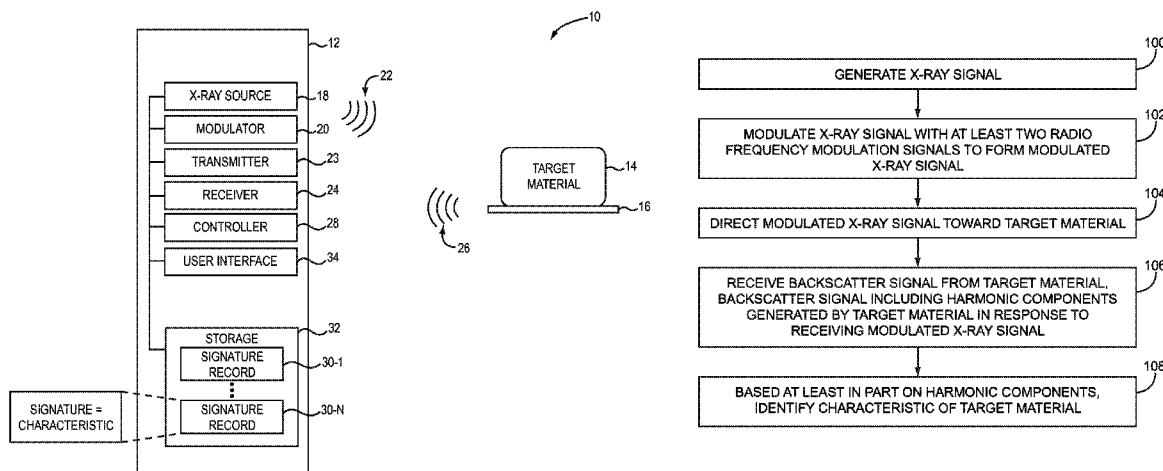 10
12
22
X-RAY SOURCE
18
MODULATOR
20
TRANSMITTER
23
RECEIVER
24
CONTROLLER
28
USER INTERFACE
34
26
TARGET
MATERIAL
14
16
STORAGE
32
SIGNATURE
RECORD
30-1
SIGNATURE
RECORD
30-N
SIGNATURE =
CHARACTERISTIC
100
GENERATE X-RAY SIGNAL
102
MODULATE X-RAY SIGNAL WITH AT LEAST TWO RADIO
FREQUENCY MODULATION SIGNALS TO FORM MODULATED
X-RAY SIGNAL
104
DIRECT MODULATED X-RAY SIGNAL TOWARD TARGET MATERIAL
106
RECEIVE BACKSCATTER SIGNAL FROM TARGET MATERIAL,
BACKSCATTER SIGNAL INCLUDING HARMONIC COMPONENTS
GENERATED BY TARGET MATERIAL IN RESPONSE TO
RECEIVING MODULATED X-RAY SIGNAL
108
BASED AT LEAST IN PART ON HARMONIC COMPONENTS,
IDENTIFY CHARACTERISTIC OF TARGET MATERIAL